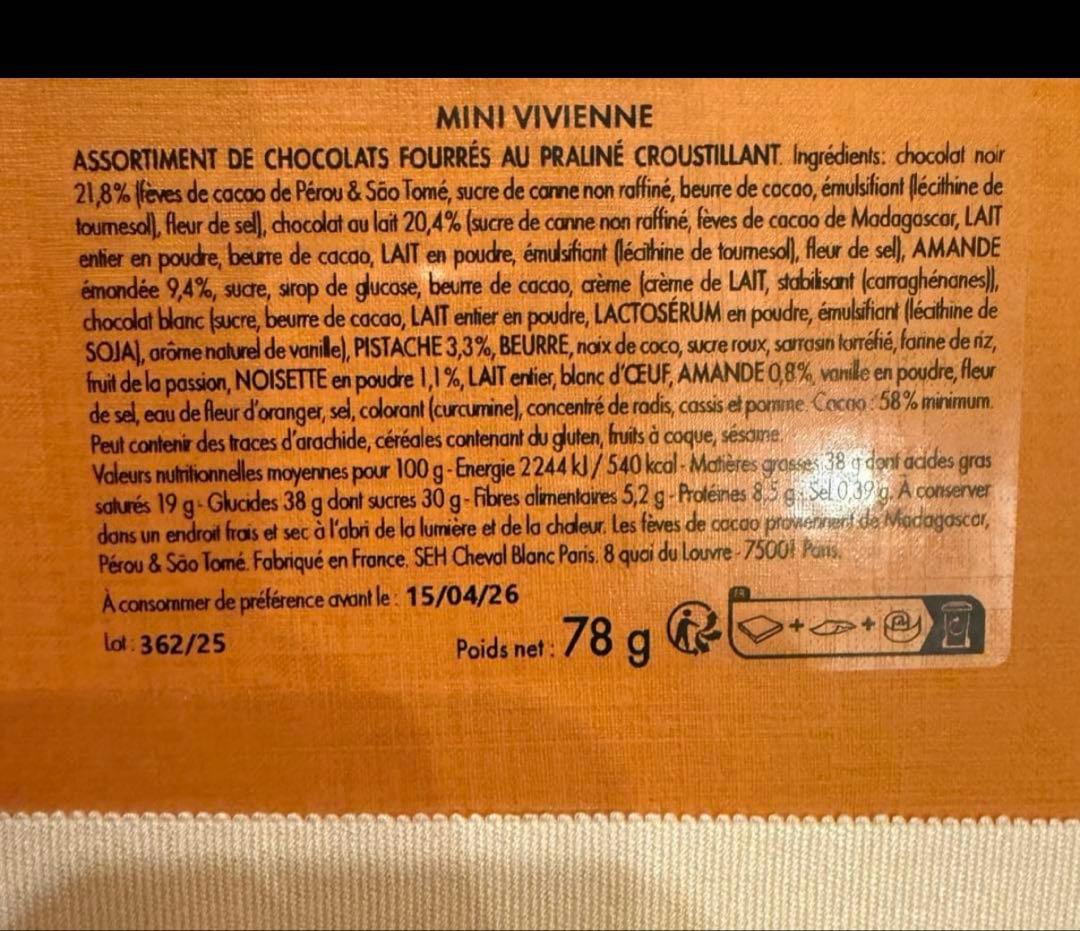 MINI VIVIENNE
ASSORTIMENT DE CHOCOLATS FOURRÉS AU PRALINÉ CROUSTILLANT. Ingrédients: chocolat noir
21,8% (fèves de cacao de Pérou & São Tomé, sucre de canne non raffiné, beurre de cacao, émulsifiant (lécithine de
tournesol), fleur de sel), chocolat au lait 20,4% (sucre de canne non raffiné, fèves de cacao de Madagascar, LAIT
entier en poudre, beurre de cacao, LAIT en poudre, émulsifiant (lécithine de tournesol), fleur de sel), AMANDE
émondée 9,4%, sucre, sirop de glucose, beurre de cacao, crème (crème de LAIT, stabilisant (carraghénanes)),
chocolat blanc (sucre, beurre de cacao, LAIT entier en poudre, LACTOSÉRUM en poudre, émulsifiant (lécithine de
SOJA), arôme naturel de vanille), PISTACHE 3,3%, BEURRE, noix de coco, sucre roux, sarrasin torréfié, farine de riz,
fruit de la passion, NOISETTE en poudre 1,1%, LAIT entier, blanc d'ŒUF, AMANDE 0,8%, vanille en poudre, fleur
de sel, eau de fleur d'oranger, sel, colorant (curcumine), concentré de radis, cassis et pomme. Cacao : 58% minimum.
Peut contenir des traces d'arachide, céréales contenant du gluten, fruits à coque, sésame.
Valeurs nutritionnelles moyennes pour 100 g - Energie 2244 kJ / 540 kcal - Matières grasses 38 g dont acides gras
saturés 19 g - Glucides 38 g dont sucres 30 g - Fibres alimentaires 5,2 g - Protéines 8,5 g - Sel 0,39 g. À conserver
dans un endroit frais et sec à l'abri de la lumière et de la chaleur. Les fèves de cacao proviennent de Madagascar,
Pérou & São Tomé. Fabriqué en France. SEH Cheval Blanc Paris. 8 quai du Louvre - 75001 Paris.
À consommer de préférence avant le : 15/04/26
Lot : 362/25
Poids net : 78 g
FR
+ +